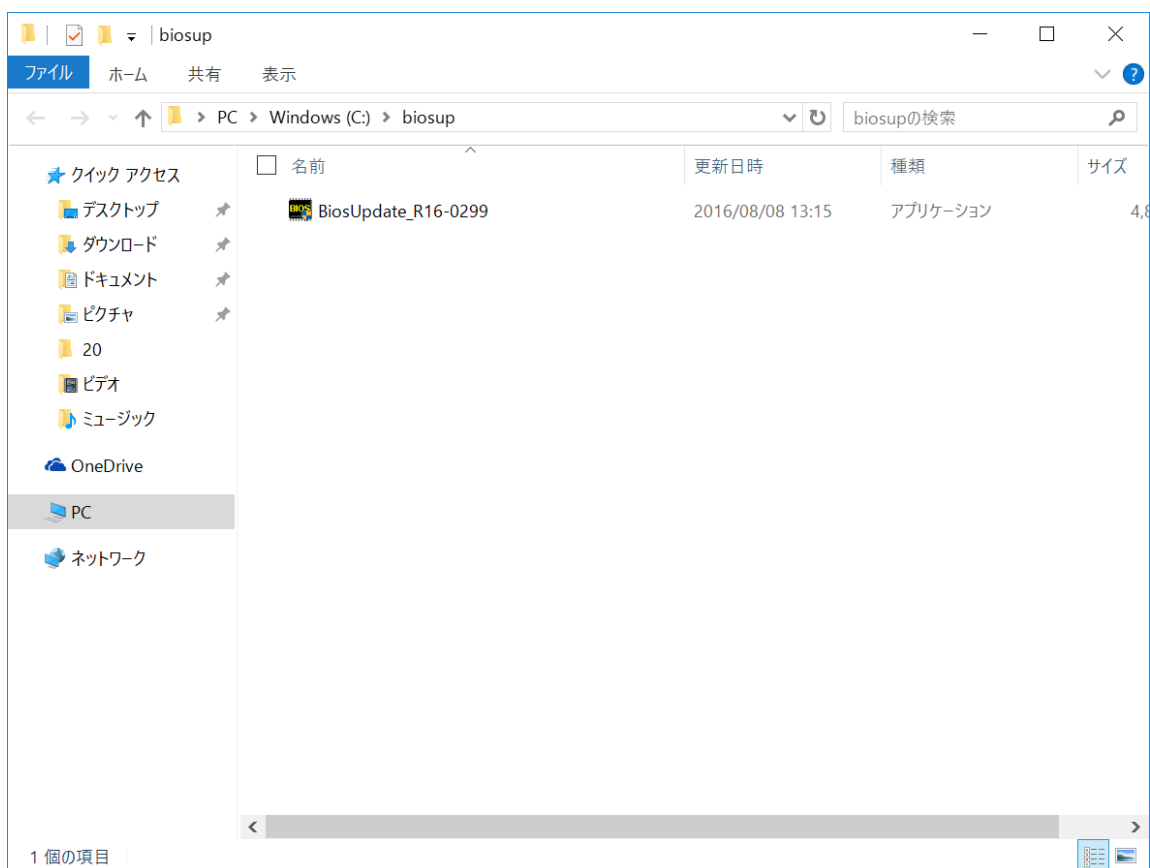 biosup
ファイル ホーム 共有 表示
PC Windows (C:) biosup biosupの検索
名前 更新日時 種類 サイズ
BiosUpdate_R16-0299 2016/08/08 13:15 アプリケーション 4,8
クイック アクセス
デスクトップ
ダウンロード
ドキュメント
ピクチャ
20
ビデオ
ミュージック
OneDrive
PC
ネットワーク
1 個の項目